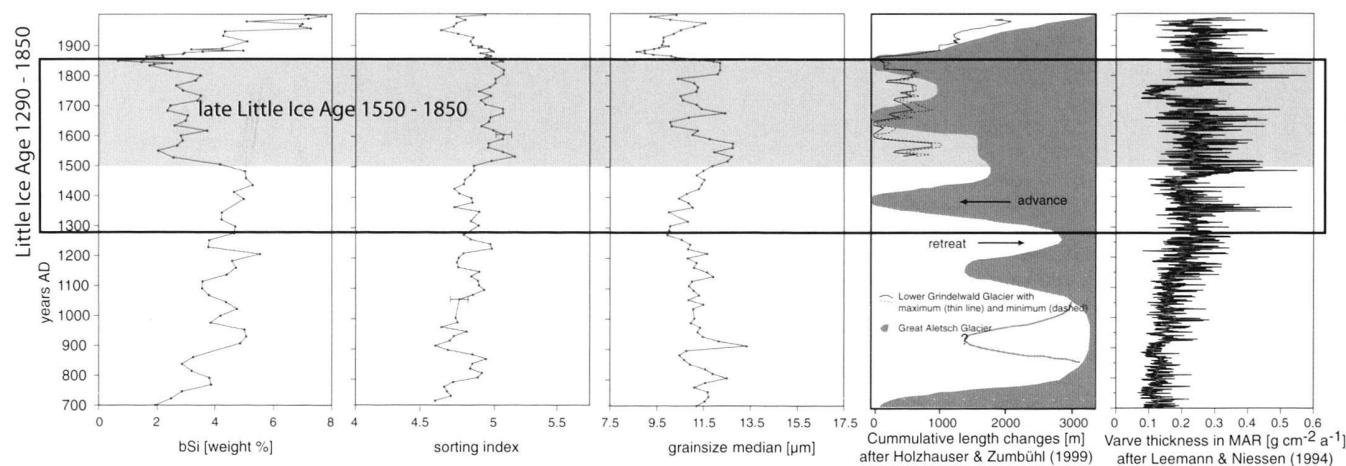 Little Ice Age 1290 - 1850
years AD
1900
1800
1700
1600
1500
1400
1300
1200
1100
1000
900
800
700
late Little Ice Age 1550 - 1850
0 1 2 3 4 5 6 7 8
bSi [weight %]
4 5
sorting index
7.5 9.5 11.5 13.5 15.5 17.5
grainsize median [µm]
advance
retreat
Lower Grindelwald Glacier with
maximum (thin line) and minimum (dashed)
Great Aletsch Glacier
?
0 1000 2000 3000
Cummulative length changes [m]
after Holzhauser & Zumbühl (1999)
0 0.1 0.2 0.3 0.4 0.5 0.6
Varve thickness in MAR [g cm-2 a-1]
after Leemann & Niessen (1994)